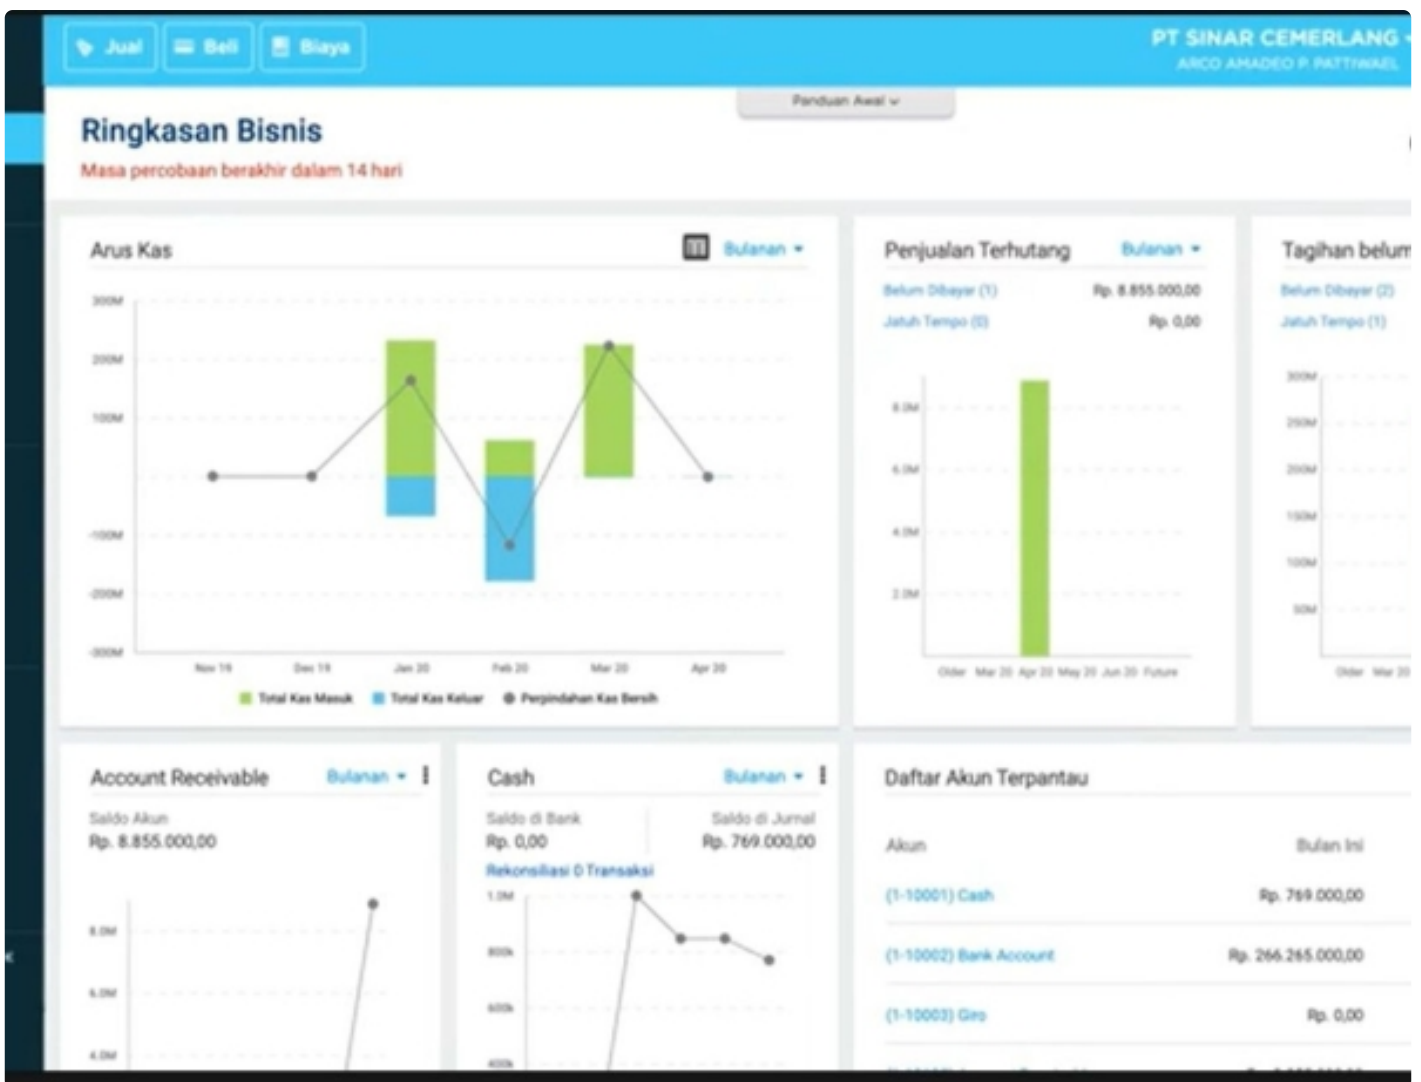 Jual Beli Biaya
PT SINAR CEMERLANG
ARCO AMADEO P. PATTIWAEL
Panduan Awal
Ringkasan Bisnis
Masa percobaan berakhir dalam 14 hari
Arus Kas Bulanan
300M
200M
100M
-100M
-200M
-300M
Nov 19 Dec 19 Jan 20 Feb 20 Mar 20 Apr 20
Total Kas Masuk Total Kas Keluar Perpindahan Kas Bersih
Penjualan Terhutang Bulanan
Belum Dibayar (1) Rp. 8.855.000,00
Jatuh Tempo (0) Rp. 0,00
8.0M
6.0M
4.0M
2.0M
Older Mar 20 Apr 20 May 20 Jun 20 Future
Tagihan belum
Belum Dibayar (2)
Jatuh Tempo (1)
300M
250M
200M
150M
100M
50M
Older Mar 20
Account Receivable Bulanan
Saldo Akun
Rp. 8.855.000,00
8.0M
6.0M
4.0M
Cash Bulanan
Saldo di Bank Saldo di Jurnal
Rp. 0,00 Rp. 769.000,00
Rekonsiliasi 0 Transaksi
1.0M
800k
600k
400k
Daftar Akun Terpantau
Akun Bulan Ini
(1-10001) Cash Rp. 769.000,00
(1-10002) Bank Account Rp. 266.265.000,00
(1-10003) Giro Rp. 0,00